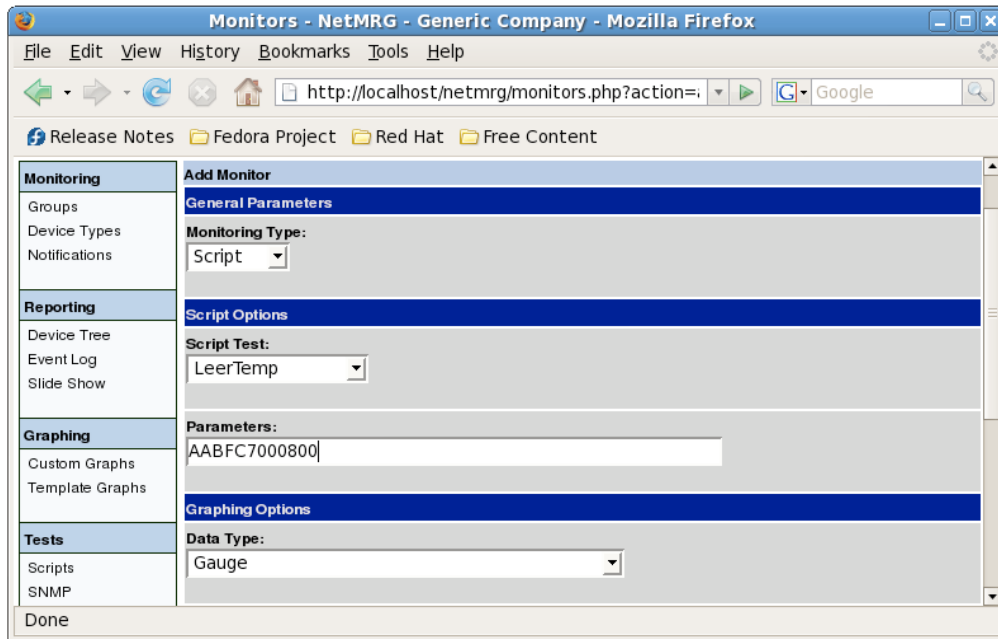 Monitors - NetMRG - Generic Company - Mozilla Firefox
File Edit View History Bookmarks Tools Help
http://localhost/netmrg/monitors.php?action=
G Google
Release Notes Fedora Project Red Hat Free Content
Monitoring
Groups
Device Types
Notifications
Reporting
Device Tree
Event Log
Slide Show
Graphing
Custom Graphs
Template Graphs
Tests
Scripts
SNMP
Add Monitor
General Parameters
Monitoring Type:
Script
Script Options
Script Test:
LeerTemp
Parameters:
AABFC7000800
Graphing Options
Data Type:
Gauge
Done